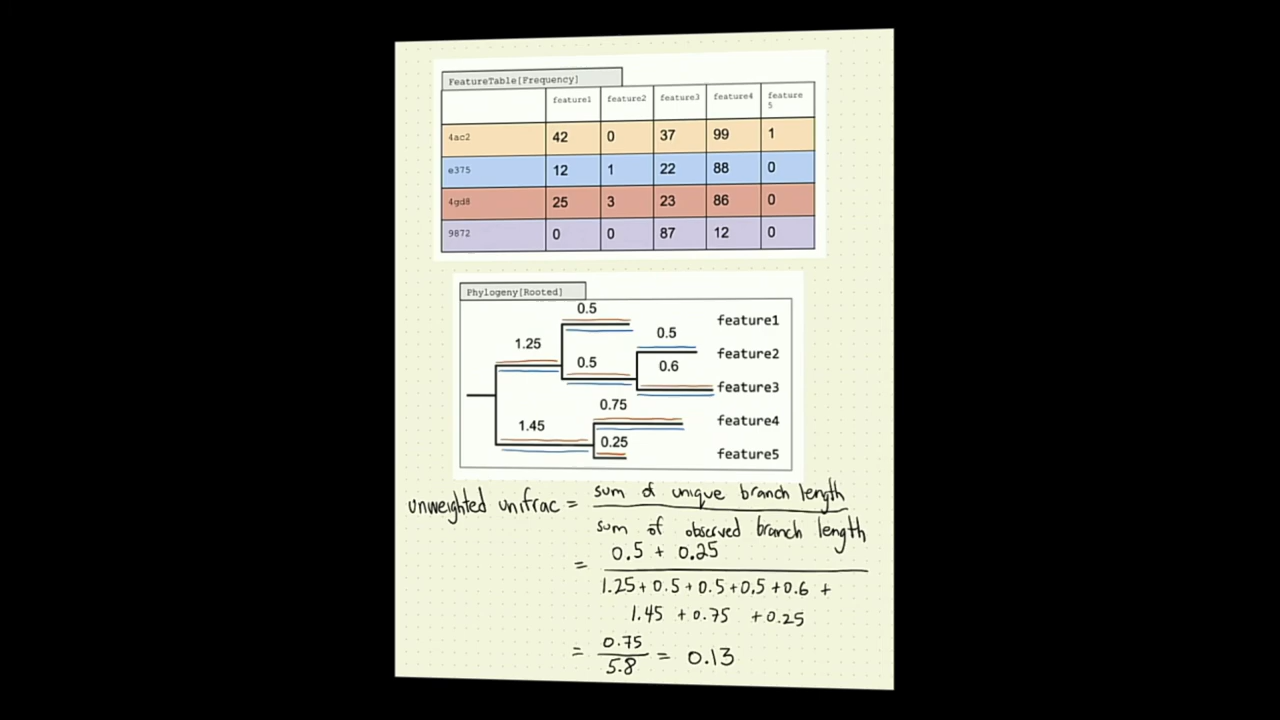 FeatureTable[Frequency]
feature1 feature2 feature3 feature4 feature 5
4ac2 42 0 37 99 1
e375 12 1 22 88 0
4gd8 25 3 23 86 0
9872 0 0 87 12 0
Phylogeny[Rooted]
0.5
feature1
1.25
0.5
feature2
0.5
0.6
feature3
0.75
feature4
1.45
0.25
feature5
unweighted unifrac = sum of unique branch length
sum of observed branch length
= 0.5 + 0.25
1.25 + 0.5 + 0.5 + 0.5 + 0.6 +
1.45 + 0.75 + 0.25
= 0.75
5.8
= 0.13